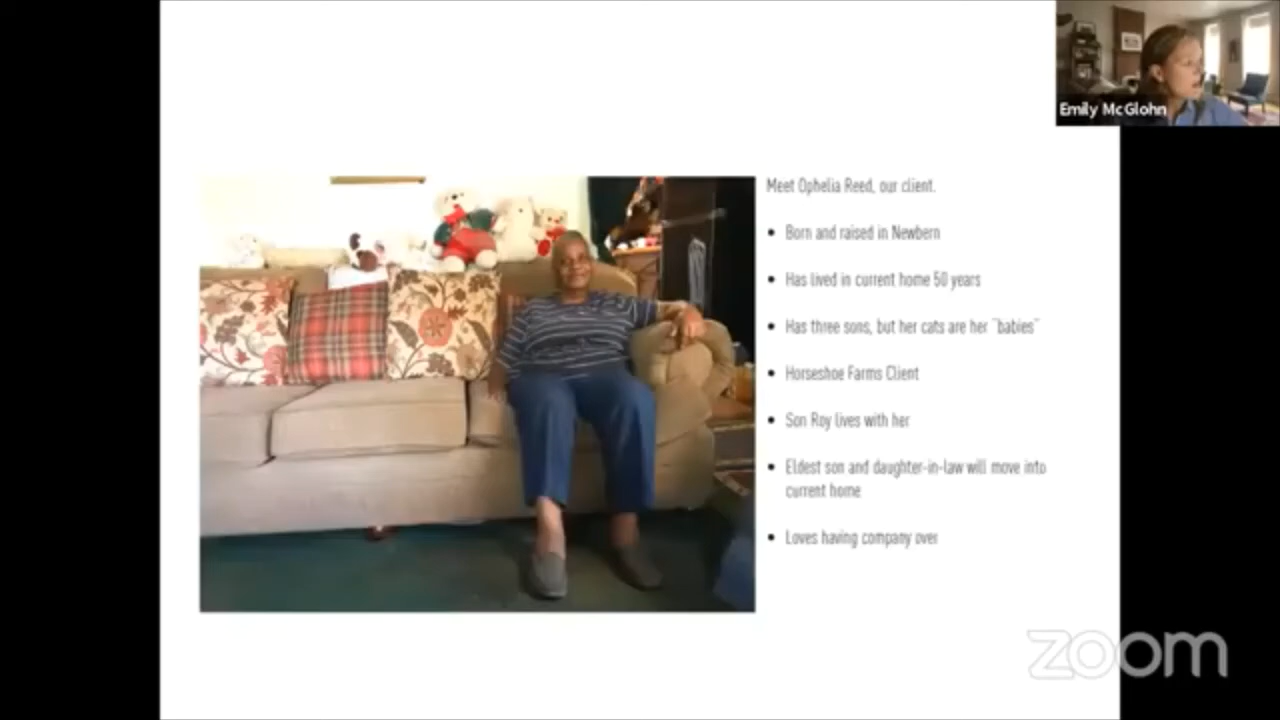 Emily McGlohn
Meet Ophelia Reed, our client.
• Born and raised in Newbern
• Has lived in current home 50 years
• Has three sons, but her cats are her "babies"
• Horseshoe Farms Client
• Son Roy lives with her
• Eldest son and daughter-in-law will move into
current home
• Loves having company over
zoom